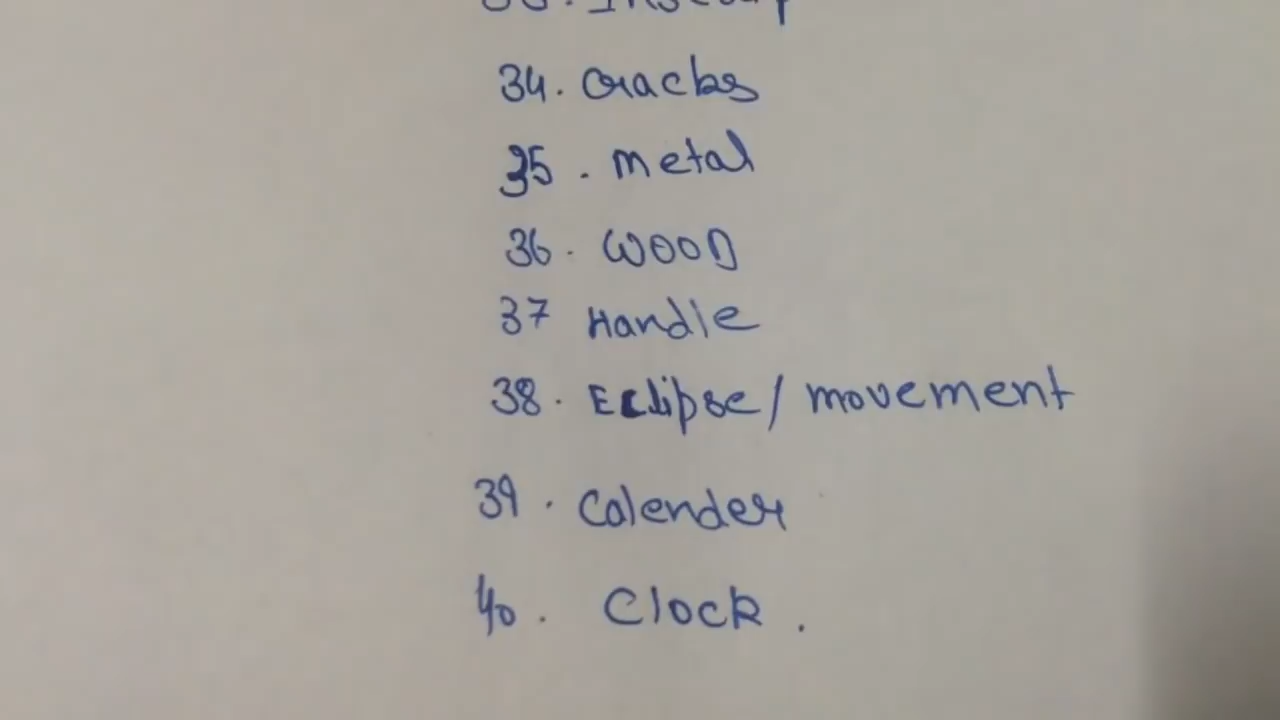 34. Cracks
35. Metal
36. WOOD
37 Handle
38. Eclipse/ movement
39. Calender
40. Clock.